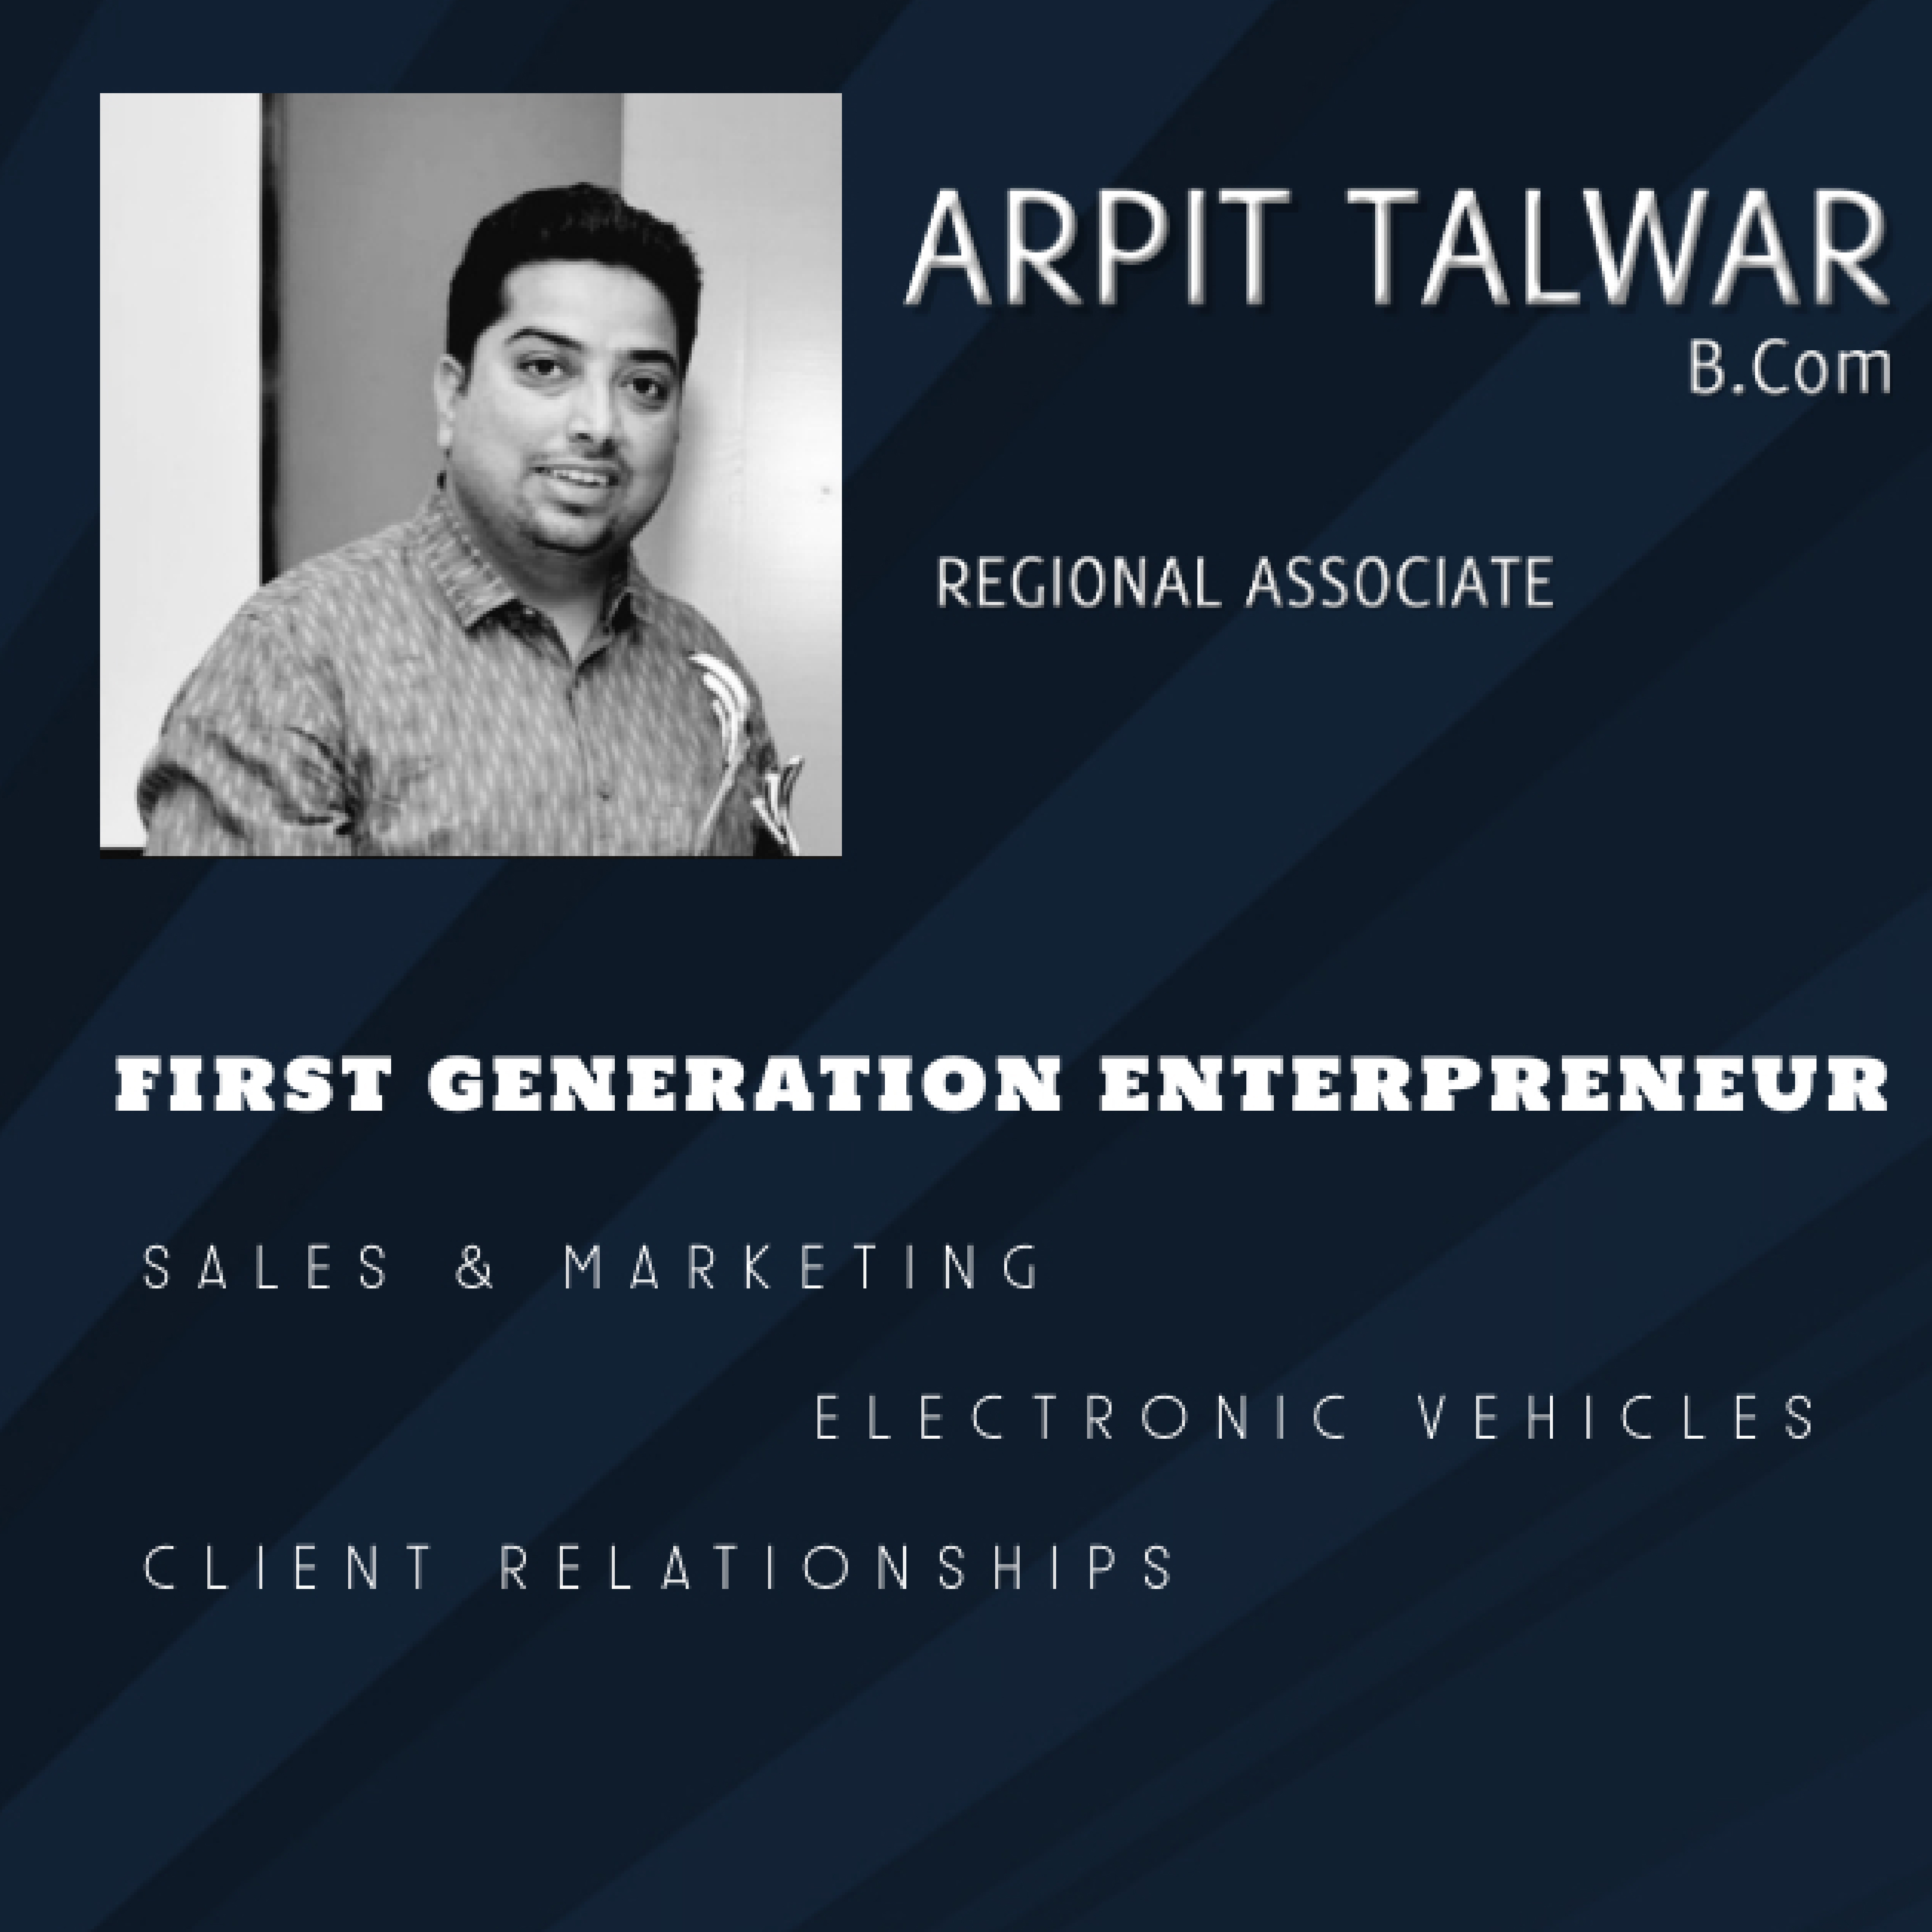 ARPIT TALWAR
B.Com
REGIONAL ASSOCIATE
FIRST GENERATION ENTERPRENEUR
SALES & MARKETING
ELECTRONIC VEHICLES
CLIENT RELATIONSHIPS